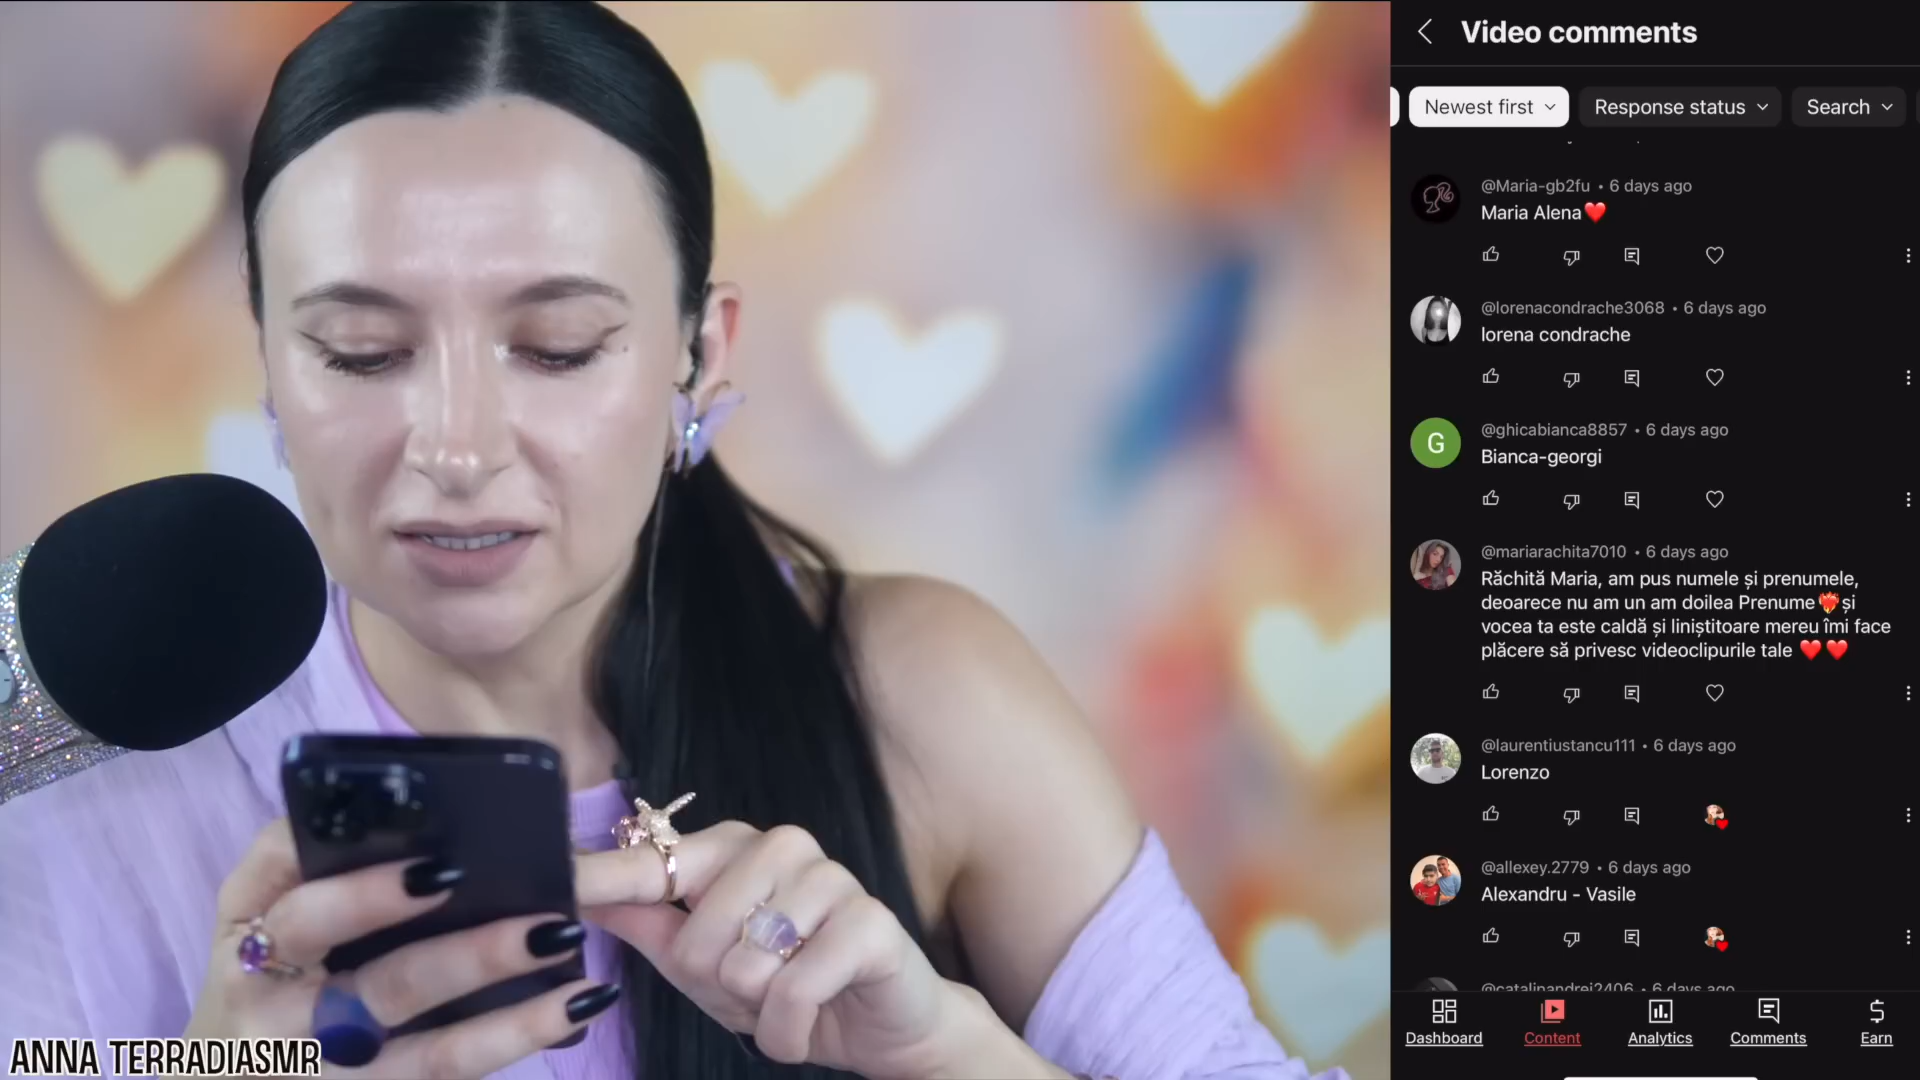 Video comments
Newest first
Response status
Search
@Maria-gb2fu • 6 days ago
Maria Alena❤️
@lorenacondrache3068 • 6 days ago
lorena condrache
G
@ghicabianca8857 • 6 days ago
Bianca-georgi
@mariarachita7010 • 6 days ago
Răchită Maria, am pus numele și prenumele,
deoarece nu am un am doilea Prenume❤️‍🔥și
vocea ta este caldă și liniștitoare mereu îmi face
plăcere să privesc videoclipurile tale ❤️❤️
@laurentiustancu111 • 6 days ago
Lorenzo
@allexey.2779 • 6 days ago
Alexandru - Vasile
@catalinandrei2406 • 6 days ago
Dashboard
Content
Analytics
Comments
Earn
ANNA TERRADIASMR